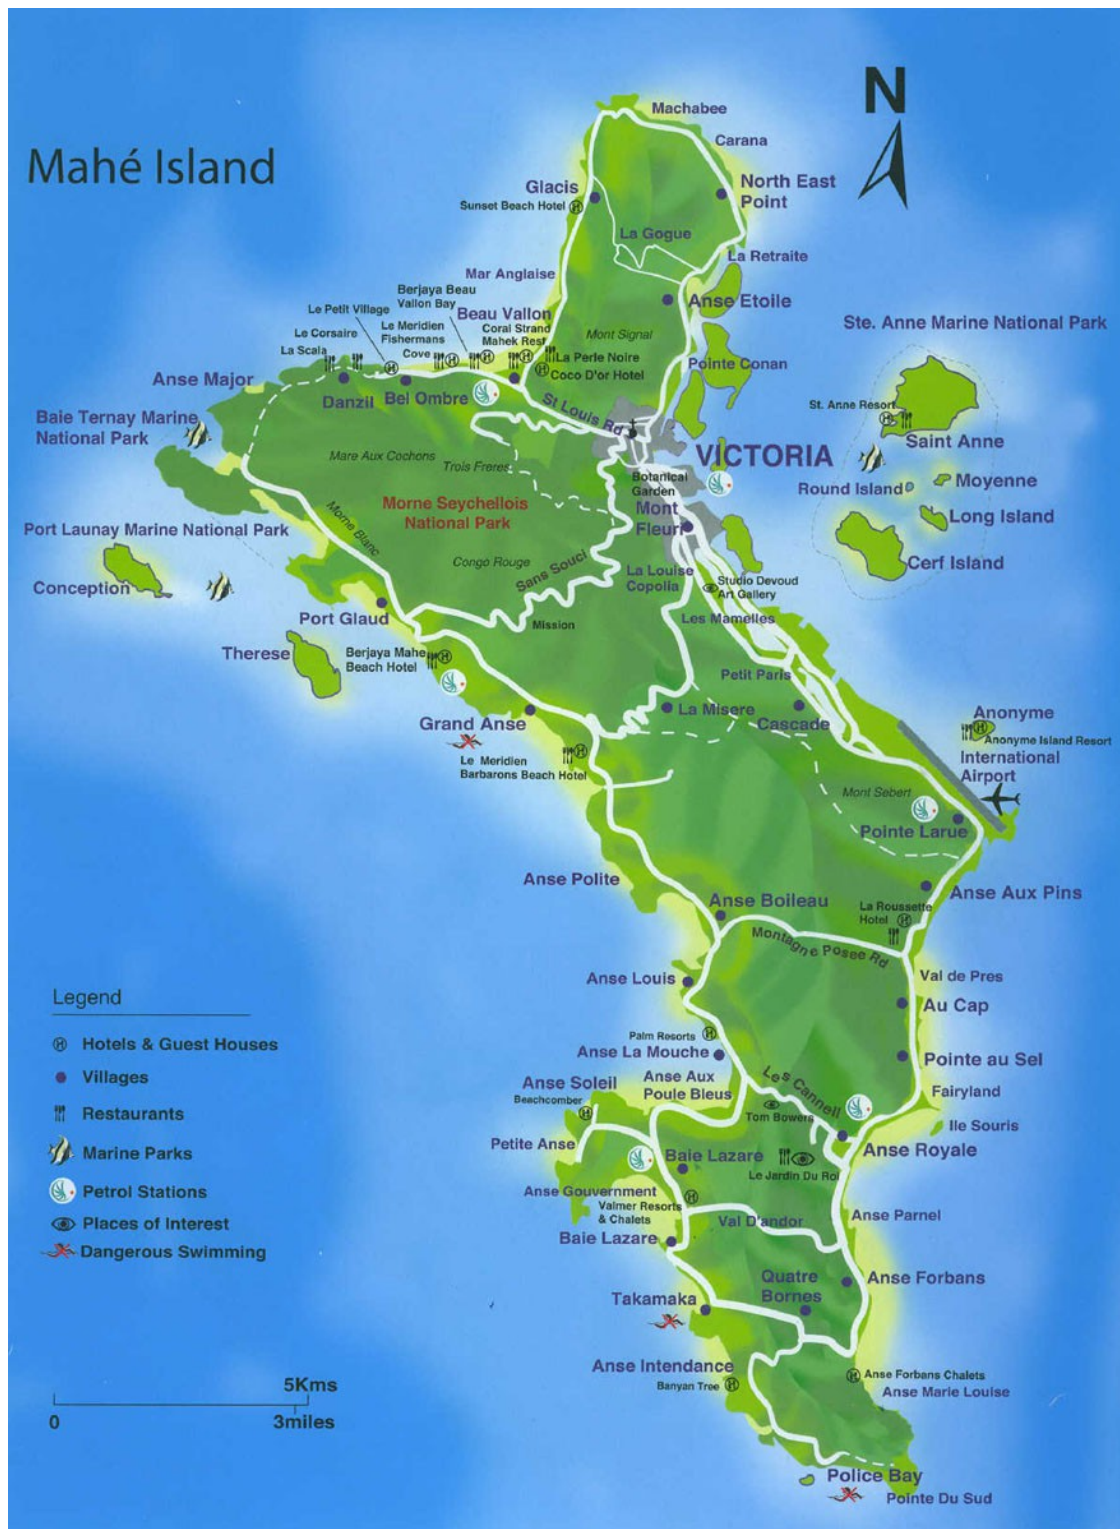 Machabee
N
Carana
Mahé Island
Glacis
North East
Point
Sunset Beach Hotel
H
La Gogue
La Retraite
Mar Anglaise
Berjaya Beau
Vallon Bay
Anse Etoile
Le Petit Village
Beau Vallon
Ste. Anne Marine National Park
Le Corsaire
Le Meridien
Fishermans
Cove
Coral Strand
Mahek Rest
Mont Signal
La Scala
La Perle Noire
Pointe Conan
Coco D'or Hotel
Anse Major
Danzil
Bel Ombre
St Louis Rd
St. Anne Resort
Baie Ternay Marine
National Park
Saint Anne
VICTORIA
Mare Aux Cochons
Trois Freres
Botanical
Garden
Moyenne
Round Island
Morne Seychellois
National Park
Mont
Fleuri
Long Island
Morne Blanc
Port Launay Marine National Park
Congo Rouge
Sans Souci
Cerf Island
La Louise
Copolia
Studio Devoud
Art Gallery
Conception
Port Glaud
Les Mamelles
Mission
Therese
Berjaya Mahe
Beach Hotel
Petit Paris
La Misere
Cascade
Grand Anse
Anonyme
Anonyme Island Resort
International
Airport
Le Meridien
Barbarons Beach Hotel
Mont Sebert
Pointe Larue
Anse Polite
Anse Aux Pins
Anse Boileau
La Roussette
Hotel
Montagne Posee Rd
Anse Louis
Val de Pres
Au Cap
Legend
Palm Resorts
Hotels & Guest Houses
Anse La Mouche
Pointe au Sel
Villages
Anse Soleil
Beachcomber
Anse Aux
Poule Bleus
Les Cannell
Fairyland
Restaurants
Tom Bowers
Ile Souris
Petite Anse
Anse Royale
Marine Parks
Baie Lazare
Le Jardin Du Roi
Petrol Stations
Anse Gouvernment
Valmer Resorts
& Chalets
Val D'andor
Anse Parnel
Places of Interest
Baie Lazare
Dangerous Swimming
Quatre
Bornes
Anse Forbans
Takamaka
Anse Intendance
Banyan Tree
Anse Forbans Chalets
Anse Marie Louise
5Kms
0
3miles
Police Bay
Pointe Du Sud